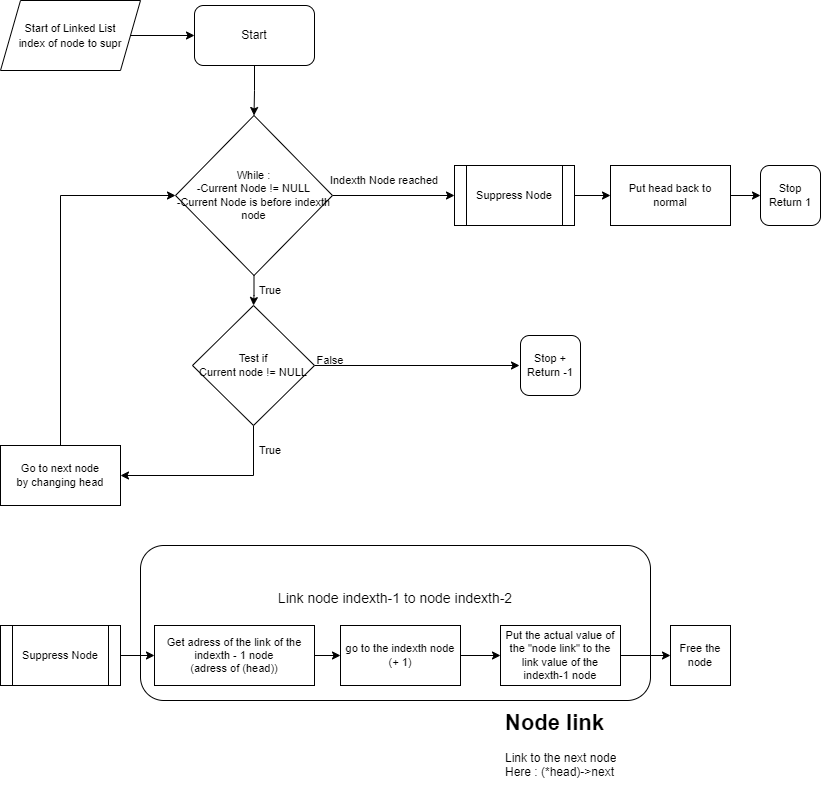 Start of Linked List
index of node to supr
Start
While :
-Current Node != NULL
-Current Node is before indexth
node
Indexth Node reached
Suppress Node
Put head back to
normal
Stop
Return 1
True
Test if
Current node != NULL
False
Stop +
Return -1
True
Go to next node
by changing head
Link node indexth-1 to node indexth-2
Suppress Node
Get adress of the link of the
indexth - 1 node
(adress of (head))
go to the indexth node
(+ 1)
Put the actual value of
the "node link" to the
link value of the
indexth-1 node
Free the
node
Node link
Link to the next node
Here : (*head)->next